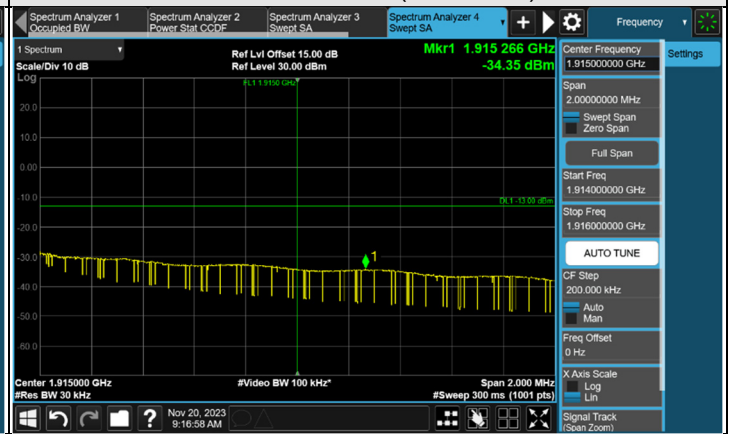 Spectrum Analyzer 1
Occupied BW
Spectrum Analyzer 2
Power Stat CCDF
Spectrum Analyzer 3
Swept SA
Spectrum Analyzer 4
Swept SA
Frequency
1 Spectrum
Scale/Div 10 dB
Log
Ref Lvl Offset 15.00 dB
Ref Level 30.00 dBm
Mkr1 1.915 266 GHz
-34.35 dBm
FL1 1.9150 GHz
20.0
10.0
0.00
DL1 -13.00 dBm
-10.0
-20.0
-30.0
1
-40.0
-50.0
-60.0
Center 1.915000 GHz
#Res BW 30 kHz
#Video BW 100 kHz*
Span 2.000 MHz
#Sweep 300 ms (1001 pts)
Nov 20, 2023
9:16:58 AM
Center Frequency
1.915000000 GHz
Settings
Span
2.00000000 MHz
Swept Span
Zero Span
Full Span
Start Freq
1.914000000 GHz
Stop Freq
1.916000000 GHz
AUTO TUNE
CF Step
200.000 kHz
Auto
Man
Freq Offset
0 Hz
X Axis Scale
Log
Lin
Signal Track
(Span Zoom)